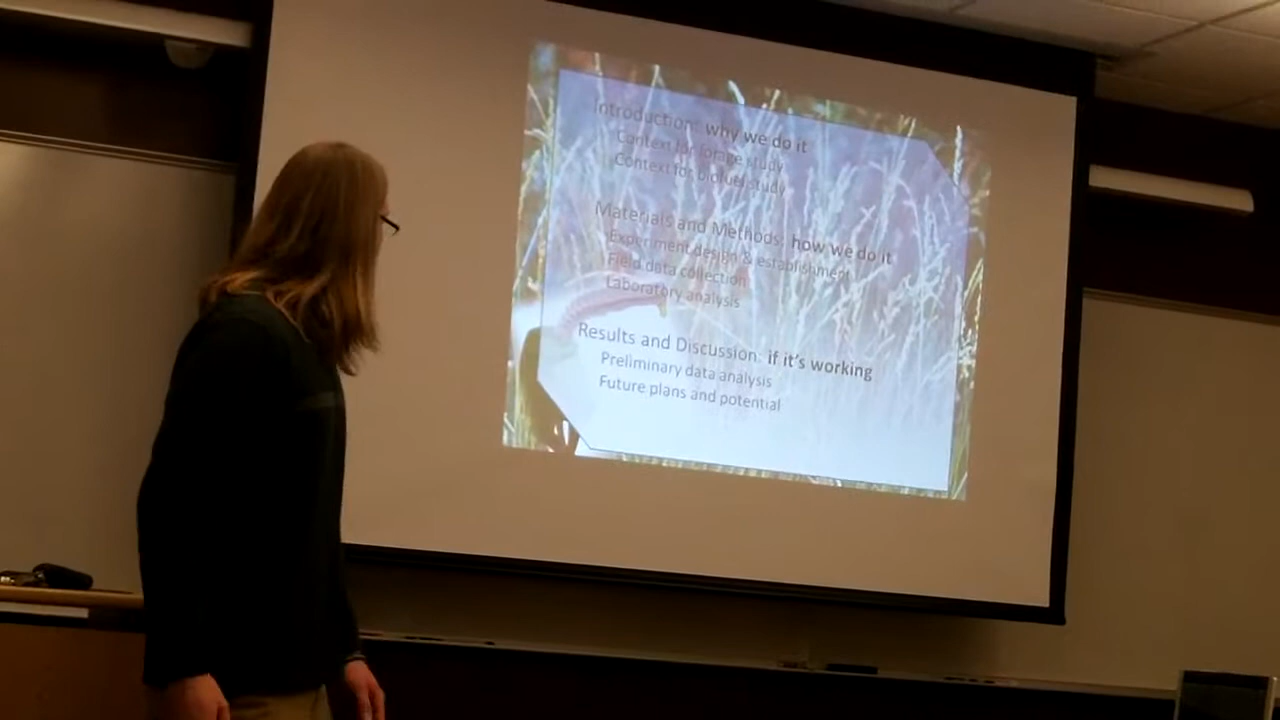 Introduction: why we do it
Context for forage study
Context for biofuel study
Materials and Methods: how we do it
Experiment design & establishment
Field data collection
Laboratory analysis
Results and Discussion: if it's working
Preliminary data analysis
Future plans and potential